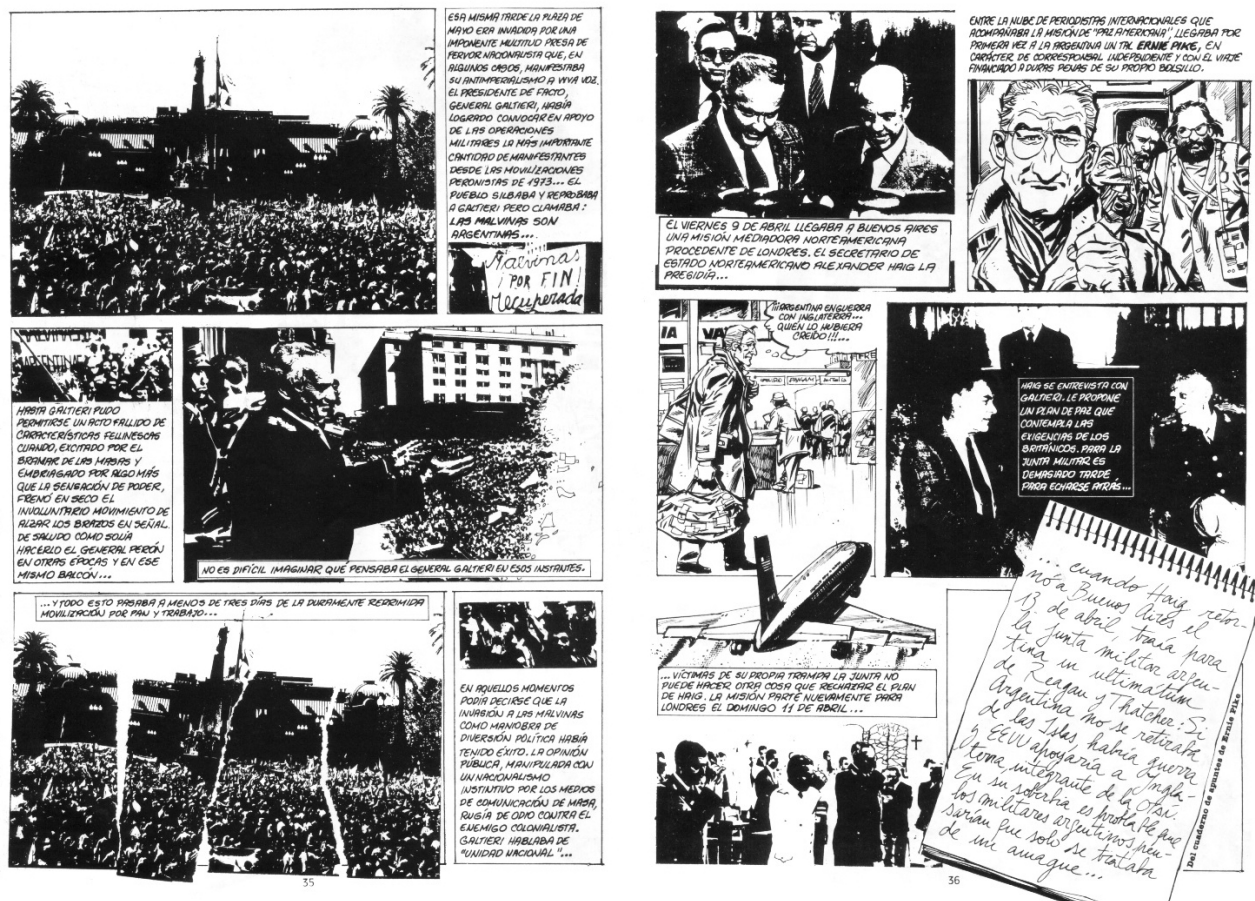 ESA MISMA TARDE LA PLAZA DE
MAYO ERA INVADIDA POR UNA
IMPONENTE MULTITUD PRESA DE
FERVOR NACIONALISTA QUE, EN
ALGUNOS CASOS, MANIFESTABA
SU ANTIIMPERIALISMO A VIVA VOZ.
EL PRESIDENTE DE FACTO,
GENERAL GALTIERI, HABÍA
LOGRADO CONVOCAR EN APOYO
DE LAS OPERACIONES
MILITARES LA MÁS IMPORTANTE
CANTIDAD DE MANIFESTANTES
DESDE LAS MOVILIZACIONES
PERONISTAS DE 1973... EL
PUEBLO SILBABA Y REPROBABA
A GALTIERI PERO CLAMABA:
LAS MALVINAS SON
ARGENTINAS...
Malvinas
¡POR FIN!
recuperada
MALVINAS
ARGENTINA
HASTA GALTIERI PUDO
PERMITIRSE UN ACTO FALLIDO DE
CARACTERÍSTICAS FELLINESCAS
CUANDO, EXCITADO POR EL
BRAMAR DE LAS MASAS Y
EMBRIAGADO POR ALGO MÁS
QUE LA SENSACIÓN DE PODER,
FRENÓ EN SECO EL
INVOLUNTARIO MOVIMIENTO DE
ALZAR LOS BRAZOS EN SEÑAL
DE SALUDO CÓMO SOLÍA
HACERLO EL GENERAL PERÓN
EN OTRAS ÉPOCAS Y EN ESE
MISMO BALCÓN...
NO ES DIFÍCIL IMAGINAR QUÉ PENSABA EL GENERAL GALTIERI EN ESOS INSTANTES.
... Y TODO ESTO PASABA A MENOS DE TRES DÍAS DE LA DURAMENTE REPRIMIDA
MOVILIZACIÓN POR PAN Y TRABAJO...
EN AQUELLOS MOMENTOS
PODÍA DECIRSE QUE LA
INVASIÓN A LAS MALVINAS
COMO MANIOBRA DE
DIVERSIÓN POLÍTICA HABÍA
TENIDO ÉXITO. LA OPINIÓN
PÚBLICA, MANIPULADA CON
UN NACIONALISMO
INSTINTIVO POR LOS MEDIOS
DE COMUNICACIÓN DE MASA,
RUGÍA DE ODIO CONTRA EL
ENEMIGO COLONIALISTA.
GALTIERI HABLABA DE
"UNIDAD NACIONAL"...
35
EL VIERNES 9 DE ABRIL LLEGABA A BUENOS AIRES
UNA MISIÓN MEDIADORA NORTEAMERICANA
PROCEDENTE DE LONDRES. EL SECRETARIO DE
ESTADO NORTEAMERICANO ALEXANDER HAIG LA
PRESIDÍA...
ENTRE LA NUBE DE PERIODISTAS INTERNACIONALES QUE
ACOMPAÑABA LA MISIÓN DE "PAZ AMERICANA", LLEGABA POR
PRIMERA VEZ A LA ARGENTINA UN TAL ERNIE PIKE, EN
CARÁCTER DE CORRESPONSAL INDEPENDIENTE Y CON EL VIAJE
FINANCIADO A DURAS PENAS DE SU PROPIO BOLSILLO.
¡¡¡ARGENTINA EN GUERRA
CON INGLATERRA...
QUIÉN LO HUBIERA
CREÍDO!!!...
HAIG SE ENTREVISTA CON
GALTIERI. LE PROPONE
UN PLAN DE PAZ QUE
CONTEMPLA LAS
EXIGENCIAS DE LOS
BRITÁNICOS. PARA LA
JUNTA MILITAR ES
DEMASIADO TARDE
PARA ECHARSE ATRÁS...
... VÍCTIMAS DE SU PROPIA TRAMPA LA JUNTA NO
PUEDE HACER OTRA COSA QUE RECHAZAR EL PLAN
DE HAIG. LA MISIÓN PARTE NUEVAMENTE PARA
LONDRES EL DOMINGO 11 DE ABRIL...
... cuando Haig retor-
nó a Buenos Aires el
13 de abril, traía para
la junta militar argen-
tina un ultimatum
de Reagan y Thatcher. Si
Argentina no se retiraba
de las Islas habría guerra
y EEUU apoyaría a Ingla-
terra integrante de la Otan.
En su soberbia es probable que
los militares argentinos pen-
saran que solo se trataba
de un amague...
Del cuaderno de apuntes de Ernie Pike
36